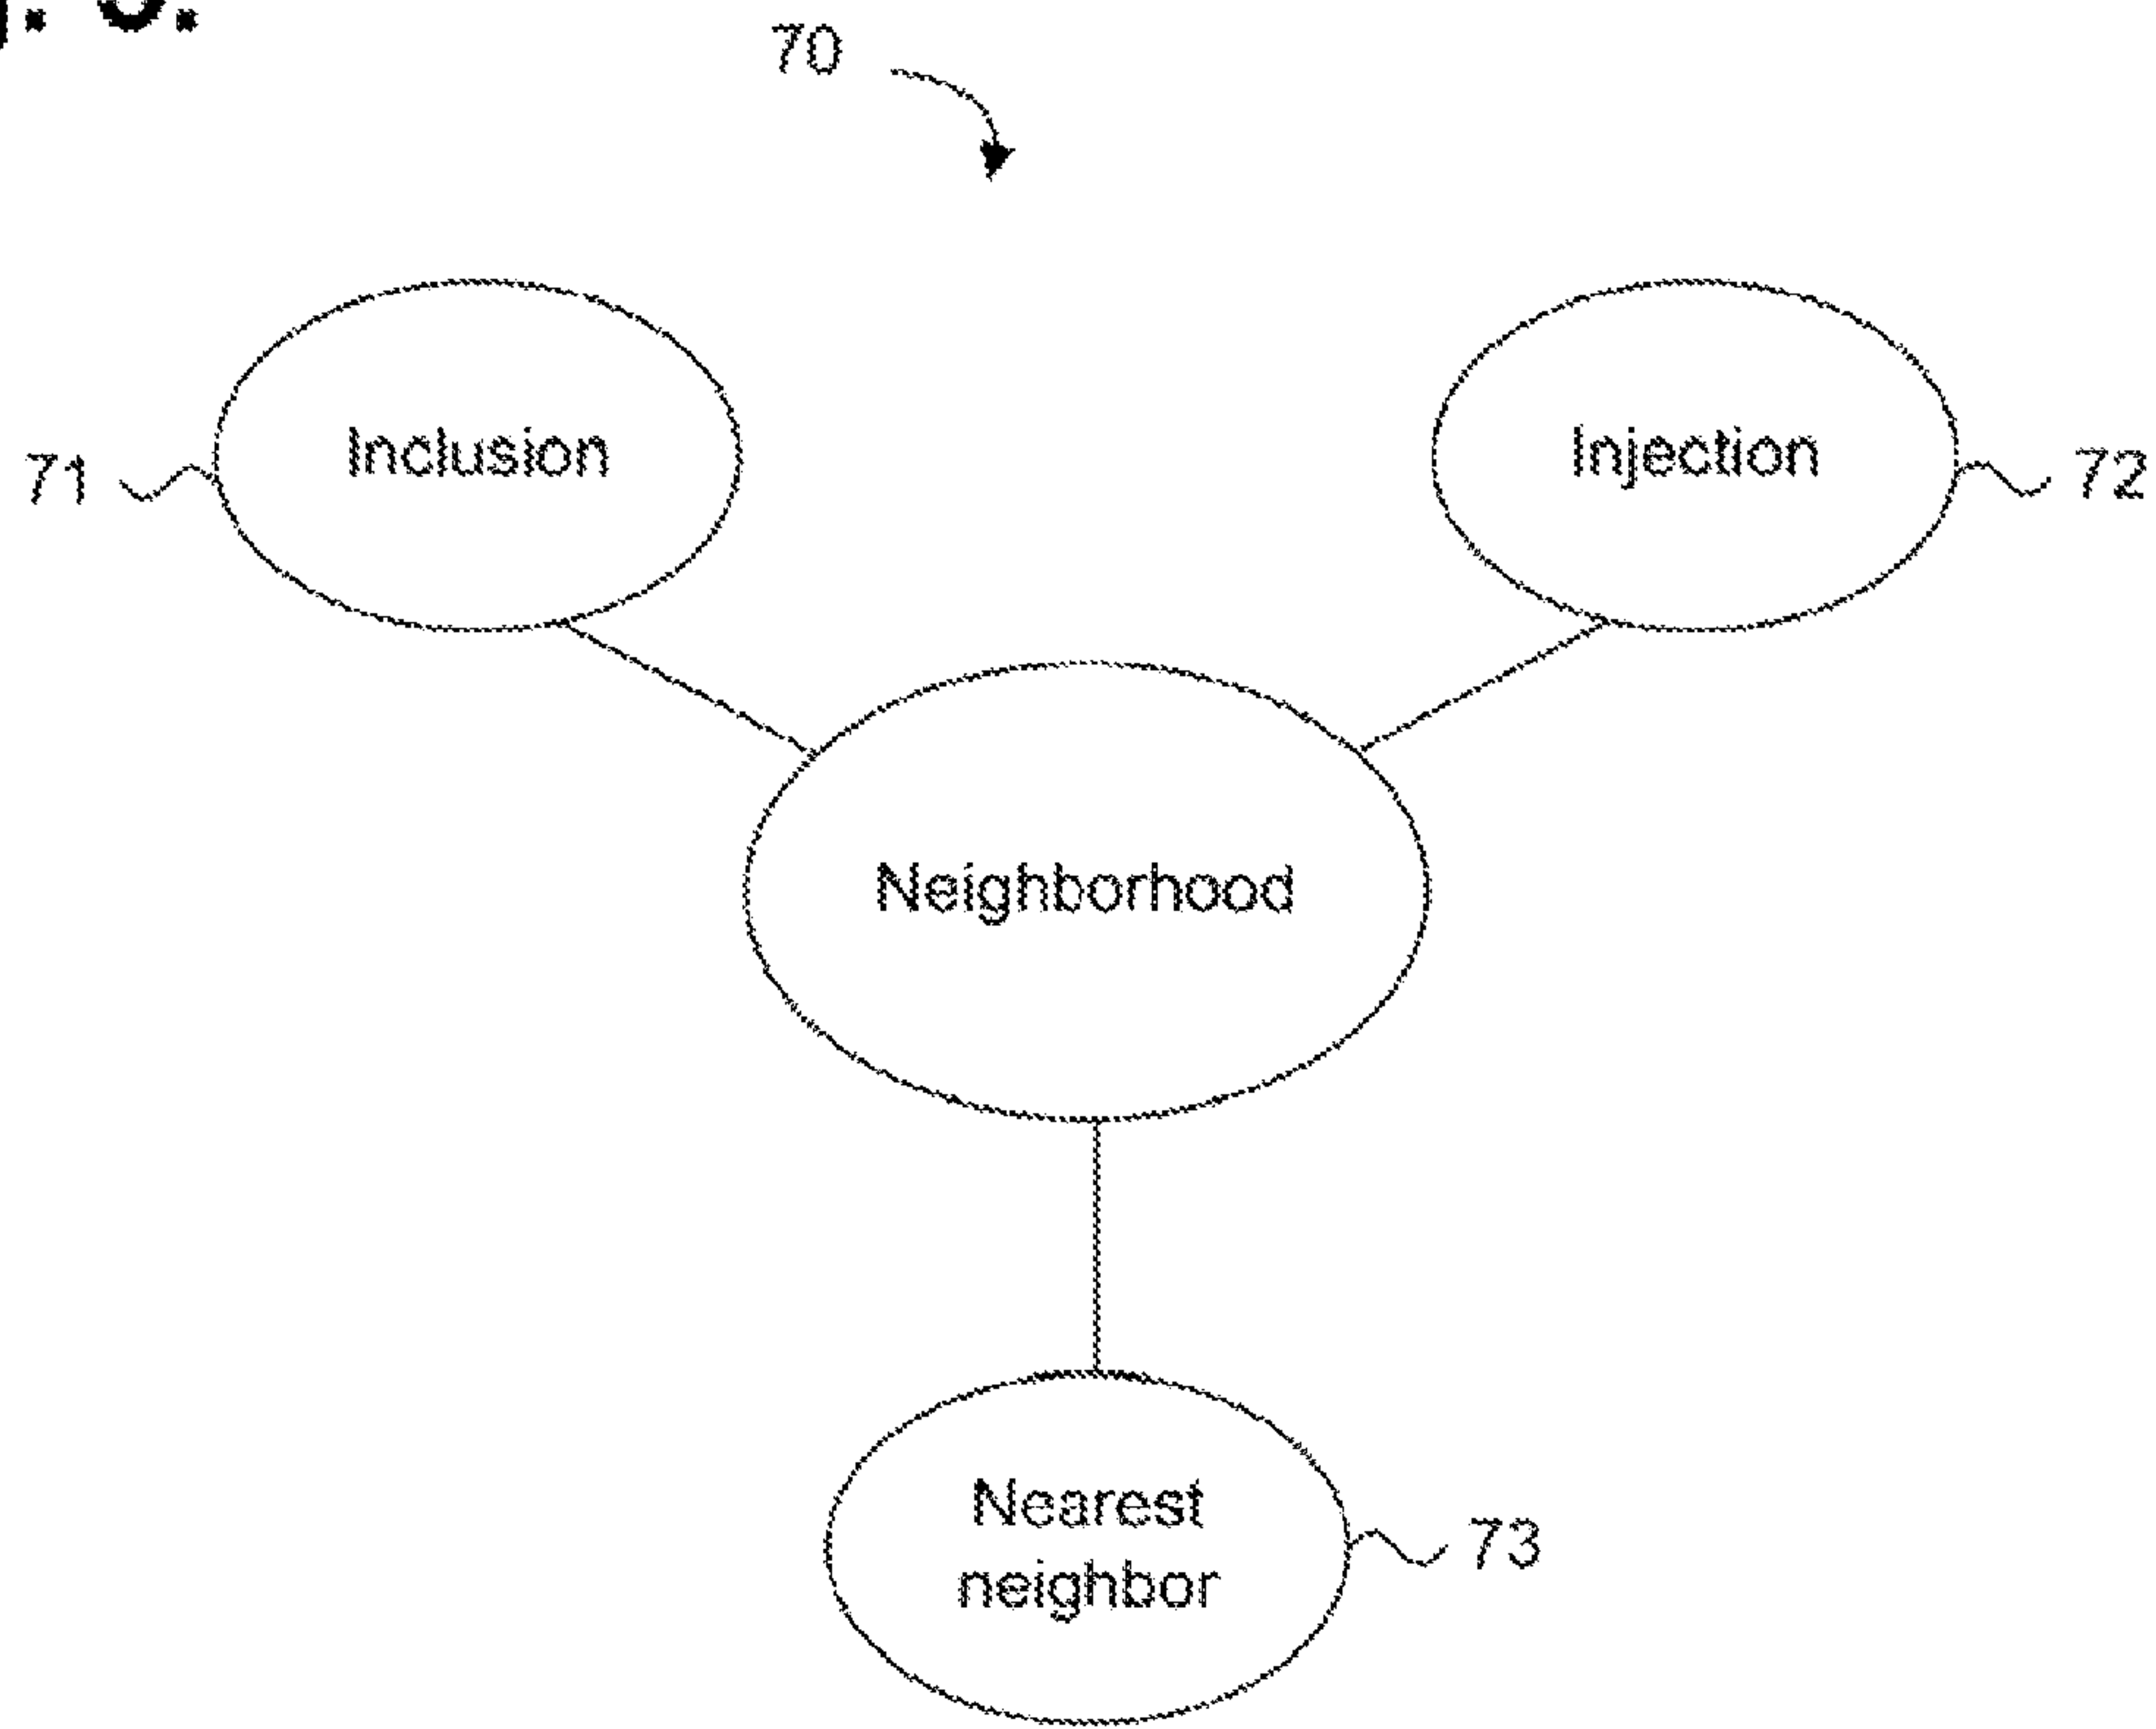 70
Inclusion
Injection
71
72
Neighborhood
Nearest
neighbor
73